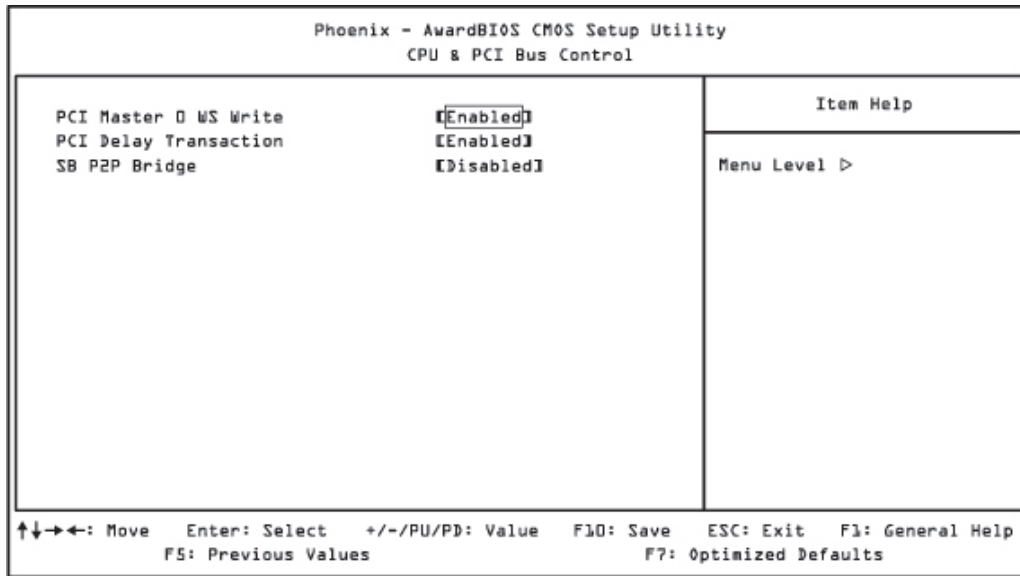 Phoenix - AwardBIOS CMOS Setup Utility
CPU & PCI Bus Control
PCI Master 0 WS Write [Enabled]
PCI Delay Transaction [Enabled]
SB P2P Bridge [Disabled]
Item Help
Menu Level ▷
↑↓→←: Move Enter: Select +/-/PU/PD: Value F10: Save ESC: Exit F1: General Help
F5: Previous Values F7: Optimized Defaults